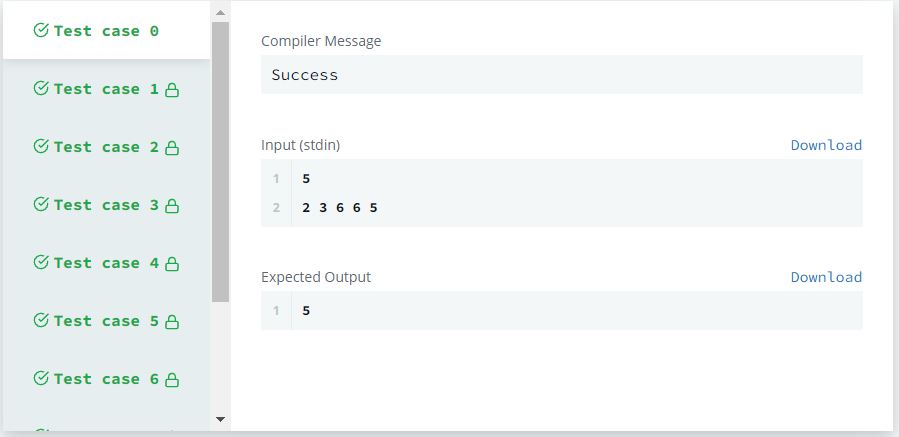 Test case 0
Test case 1
Test case 2
Test case 3
Test case 4
Test case 5
Test case 6
Compiler Message
Success
Input (stdin)
Download
1 5
2 2 3 6 6 5
Expected Output
Download
1 5